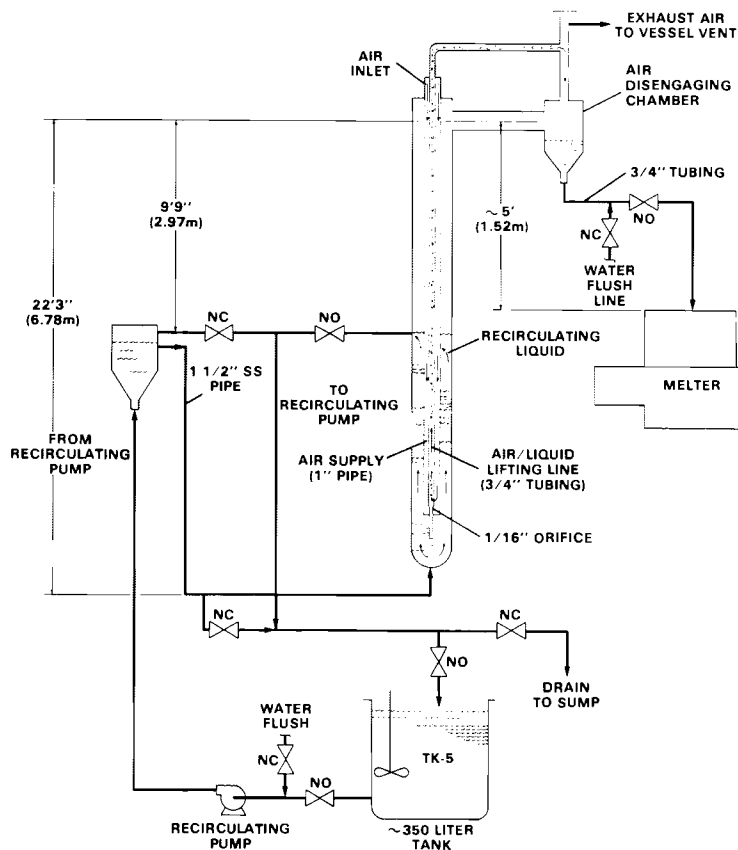 EXHAUST AIR
TO VESSEL VENT
AIR
INLET
AIR
DISENGAGING
CHAMBER
3/4" TUBING
9'9"
(2.97m)
~5'
(1.52m)
NO
NC
WATER
FLUSH
LINE
22'3"
(6.78m)
NC
NO
RECIRCULATING
LIQUID
MELTER
1 1/2" SS
PIPE
TO
RECIRCULATING
PUMP
FROM
RECIRCULATING
PUMP
AIR SUPPLY
(1" PIPE)
AIR/LIQUID
LIFTING LINE
(3/4" TUBING)
1/16" ORIFICE
NC
NC
NO
DRAIN
TO SUMP
WATER
FLUSH
NC
NO
TK-5
RECIRCULATING
PUMP
~350 LITER
TANK